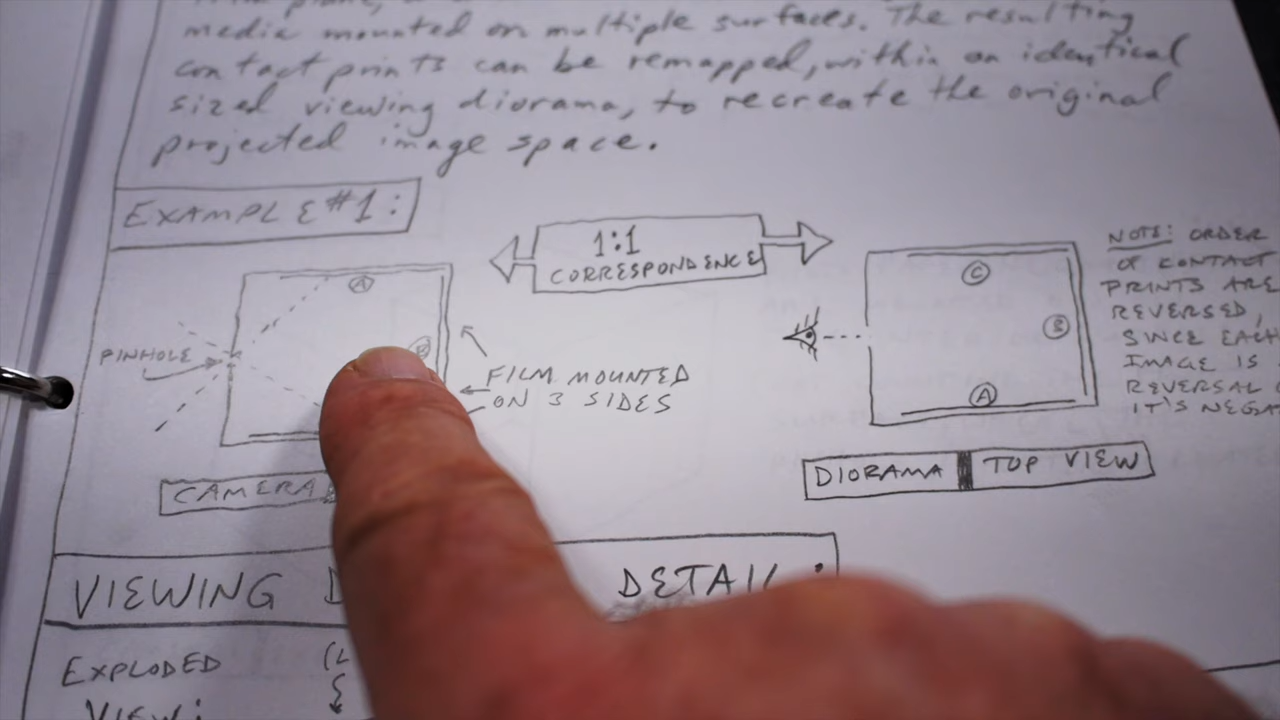 media mounted on multiple surfaces. The resulting
contact prints can be remapped, within an identical
sized viewing diorama, to recreate the original
projected image space.
EXAMPLE #1:
1:1
CORRESPONDENCE
A
B
PINHOLE
FILM MOUNTED
ON 3 SIDES
CAMERA
C
B
A
DIORAMA TOP VIEW
NOTE: ORDER
OF CONTACT
PRINTS ARE
REVERSED,
SINCE EACH
IMAGE IS
REVERSAL
IT'S
VIEWING DETAIL:
EXPLODED
VIEW: